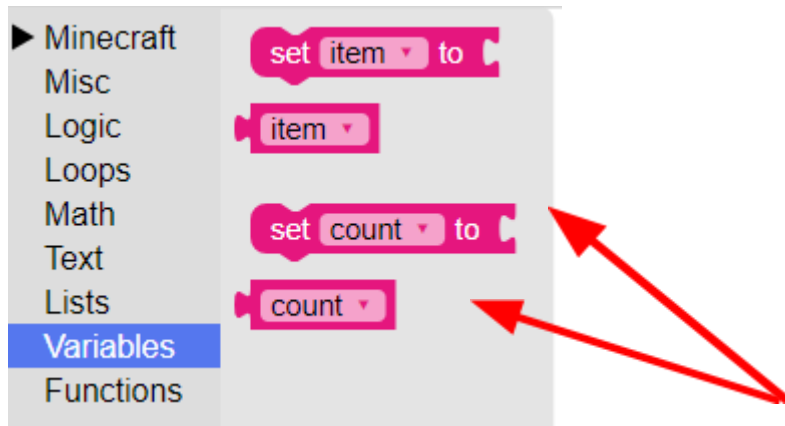 Minecraft
Misc
Logic
Loops
Math
Text
Lists
Variables
Functions
set item to
item
set count to
count